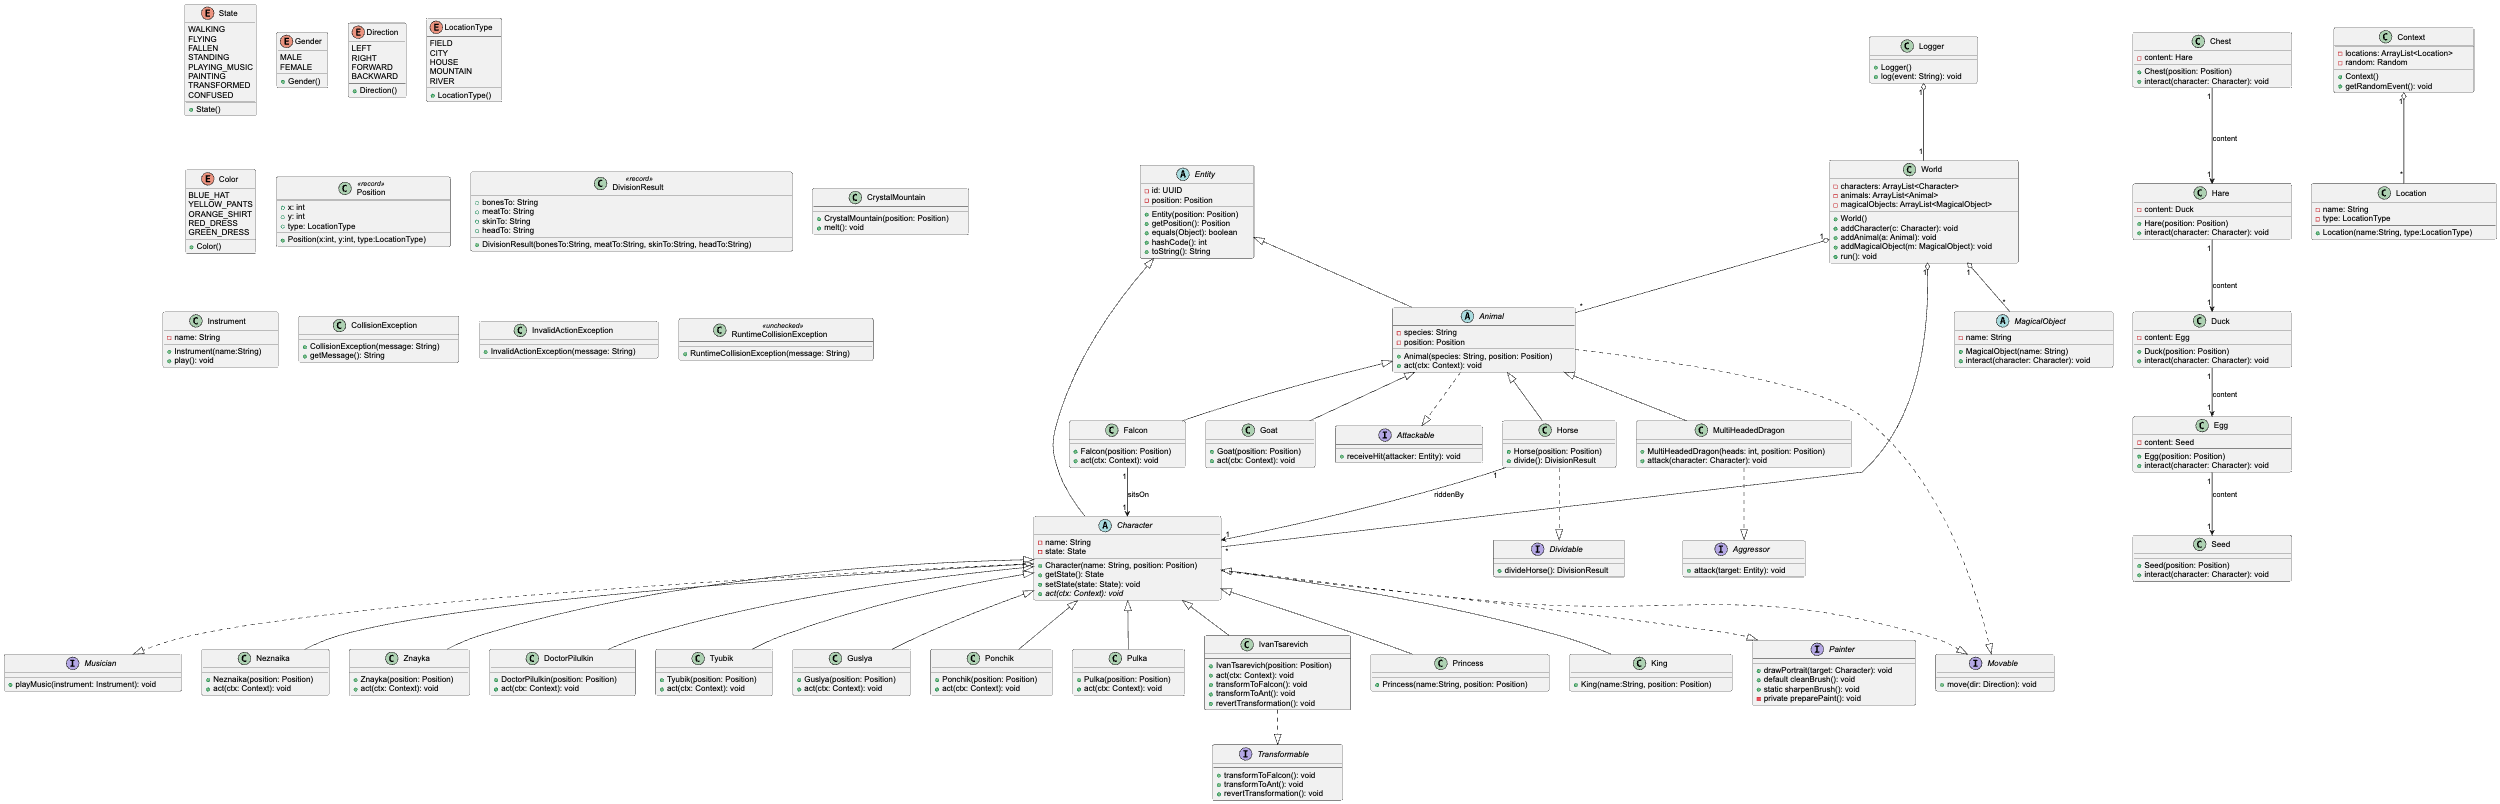 E State
WALKING
FLYING
FALLEN
STANDING
PLAYING_MUSIC
PAINTING
TRANSFORMED
CONFUSED
State()
E Gender
MALE
FEMALE
Gender()
E Direction
LEFT
RIGHT
FORWARD
BACKWARD
Direction()
E LocationType
FIELD
CITY
HOUSE
MOUNTAIN
RIVER
LocationType()
C Logger
Logger()
log(event: String): void
1
1
C Chest
content: Hare
Chest(position: Position)
interact(character: Character): void
1
content
1
C Context
locations: ArrayList<Location>
random: Random
Context()
getRandomEvent(): void
1
*
E Color
BLUE_HAT
YELLOW_PANTS
ORANGE_SHIRT
RED_DRESS
GREEN_DRESS
Color()
«record»
C Position
x: int
y: int
type: LocationType
Position(x:int, y:int, type:LocationType)
«record»
C DivisionResult
bonesTo: String
meatTo: String
skinTo: String
headTo: String
DivisionResult(bonesTo:String, meatTo:String, skinTo:String, headTo:String)
C CrystalMountain
CrystalMountain(position: Position)
melt(): void
A Entity
id: UUID
position: Position
Entity(position: Position)
getPosition(): Position
equals(Object): boolean
hashCode(): int
toString(): String
C World
characters: ArrayList<Character>
animals: ArrayList<Animal>
magicalObjects: ArrayList<MagicalObject>
World()
addCharacter(c: Character): void
addAnimal(a: Animal): void
addMagicalObject(m: MagicalObject): void
run(): void
1
1
1
*
*
C Hare
content: Duck
Hare(position: Position)
interact(character: Character): void
1
content
1
C Location
name: String
type: LocationType
Location(name:String, type:LocationType)
C Instrument
name: String
Instrument(name:String)
play(): void
C CollisionException
CollisionException(message: String)
getMessage(): String
C InvalidActionException
InvalidActionException(message: String)
«unchecked»
C RuntimeCollisionException
RuntimeCollisionException(message: String)
A Animal
species: String
position: Position
Animal(species: String, position: Position)
act(ctx: Context): void
A MagicalObject
name: String
MagicalObject(name: String)
interact(character: Character): void
C Duck
content: Egg
Duck(position: Position)
interact(character: Character): void
1
content
1
C Falcon
Falcon(position: Position)
act(ctx: Context): void
1
sitsOn
1
C Goat
Goat(position: Position)
act(ctx: Context): void
I Attackable
receiveHit(attacker: Entity): void
C Horse
Horse(position: Position)
divide(): DivisionResult
1
riddenBy
1
C MultiHeadedDragon
MultiHeadedDragon(heads: int, position: Position)
attack(character: Character): void
C Egg
content: Seed
Egg(position: Position)
interact(character: Character): void
1
content
1
A Character
name: String
state: State
Character(name: String, position: Position)
getState(): State
setState(state: State): void
act(ctx: Context): void
*
I Dividable
divideHorse(): DivisionResult
I Aggressor
attack(target: Entity): void
C Seed
Seed(position: Position)
interact(character: Character): void
I Musician
playMusic(instrument: Instrument): void
C Neznaika
Neznaika(position: Position)
act(ctx: Context): void
C Znayka
Znayka(position: Position)
act(ctx: Context): void
C DoctorPilulkin
DoctorPilulkin(position: Position)
act(ctx: Context): void
C Tyubik
Tyubik(position: Position)
act(ctx: Context): void
C Guslya
Guslya(position: Position)
act(ctx: Context): void
C Ponchik
Ponchik(position: Position)
act(ctx: Context): void
C Pulka
Pulka(position: Position)
act(ctx: Context): void
C IvanTsarevich
IvanTsarevich(position: Position)
act(ctx: Context): void
transformToFalcon(): void
transformToAnt(): void
revertTransformation(): void
C Princess
Princess(name:String, position: Position)
C King
King(name:String, position: Position)
I Painter
drawPortrait(target: Character): void
default cleanBrush(): void
static sharpenBrush(): void
private preparePaint(): void
I Movable
move(dir: Direction): void
I Transformable
transformToFalcon(): void
transformToAnt(): void
revertTransformation(): void